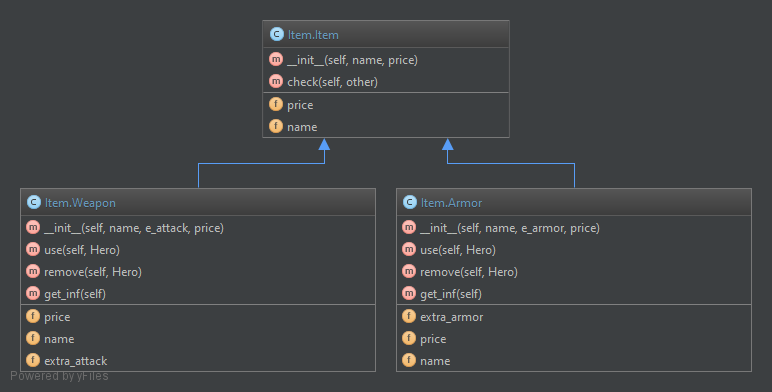 C Item.Item
m __init__(self, name, price)
m check(self, other)
f price
f name
C Item.Weapon
m __init__(self, name, e_attack, price)
m use(self, Hero)
m remove(self, Hero)
m get_inf(self)
f price
f name
f extra_attack
C Item.Armor
m __init__(self, name, e_armor, price)
m use(self, Hero)
m remove(self, Hero)
m get_inf(self)
f extra_armor
f price
f name
Powered by yFiles